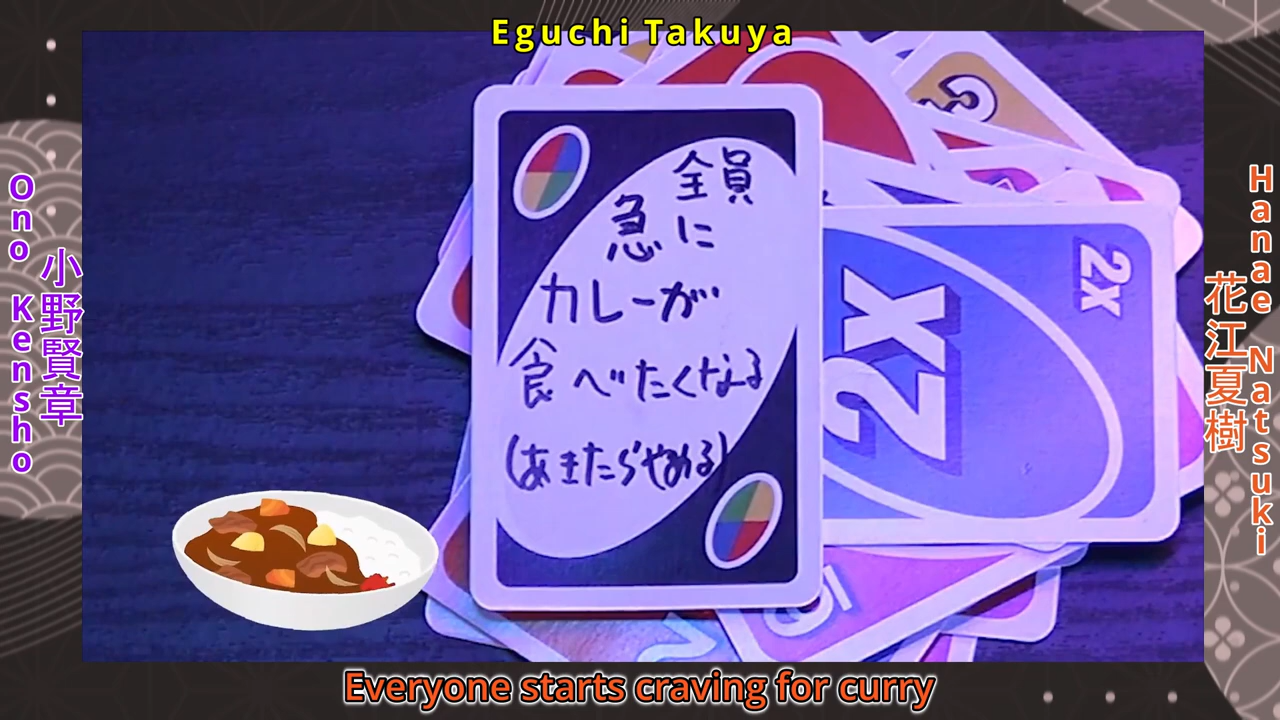 Eguchi Takuya
Ono Kensho
小野賢章
全員
急に
カレーが
食べたくなる
(あきたらやめる)
2x
2x
Hanae Natsuki
花江夏樹
Everyone starts craving for curry